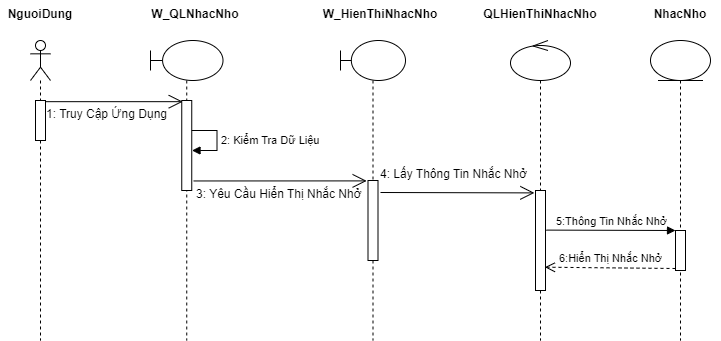 NguoiDung
W_QLNhacNho
W_HienThiNhacNho
QLHienThiNhacNho
NhacNho
1: Truy Cập Ứng Dụng
2: Kiểm Tra Dữ Liệu
3: Yêu Cầu Hiển Thị Nhắc Nhở
4: Lấy Thông Tin Nhắc Nhở
5:Thông Tin Nhắc Nhở
6:Hiển Thị Nhắc Nhở